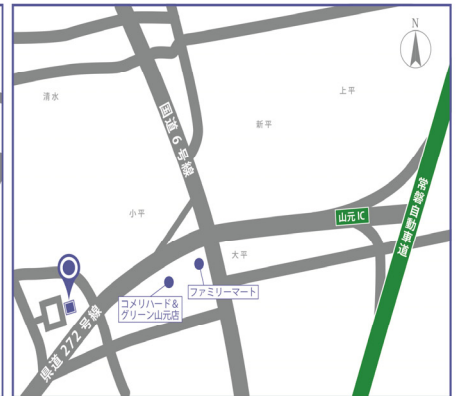 N
上平
清水
新平
国道6号線
小平
山元IC
常磐自動車道
大平
ファミリーマート
コメリハード&
グリーン山元店
県道272号線